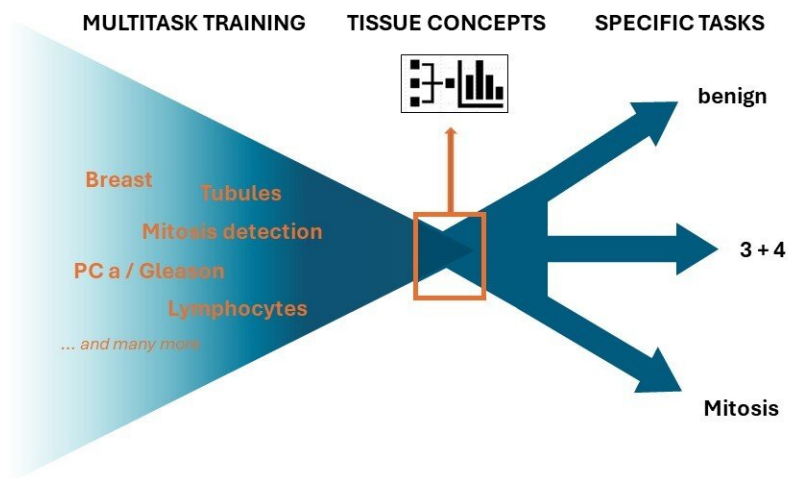 MULTITASK TRAINING
TISSUE CONCEPTS
SPECIFIC TASKS
benign
Breast
Tubules
Mitosis detection
PC a / Gleason
3 + 4
Lymphocytes
... and many more
Mitosis